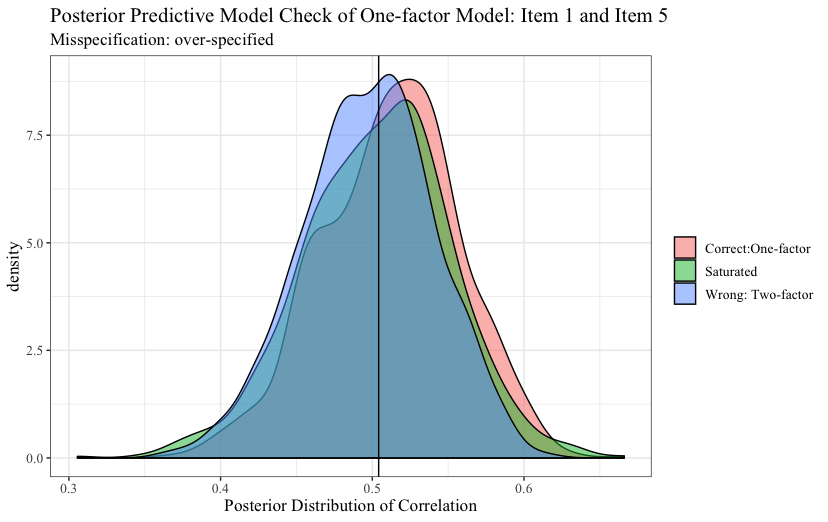 Posterior Predictive Model Check of One-factor Model: Item 1 and Item 5
Misspecification: over-specified
density
7.5
5.0
2.5
0.0
0.3
0.4
0.5
0.6
Posterior Distribution of Correlation
Correct:One-factor
Saturated
Wrong: Two-factor